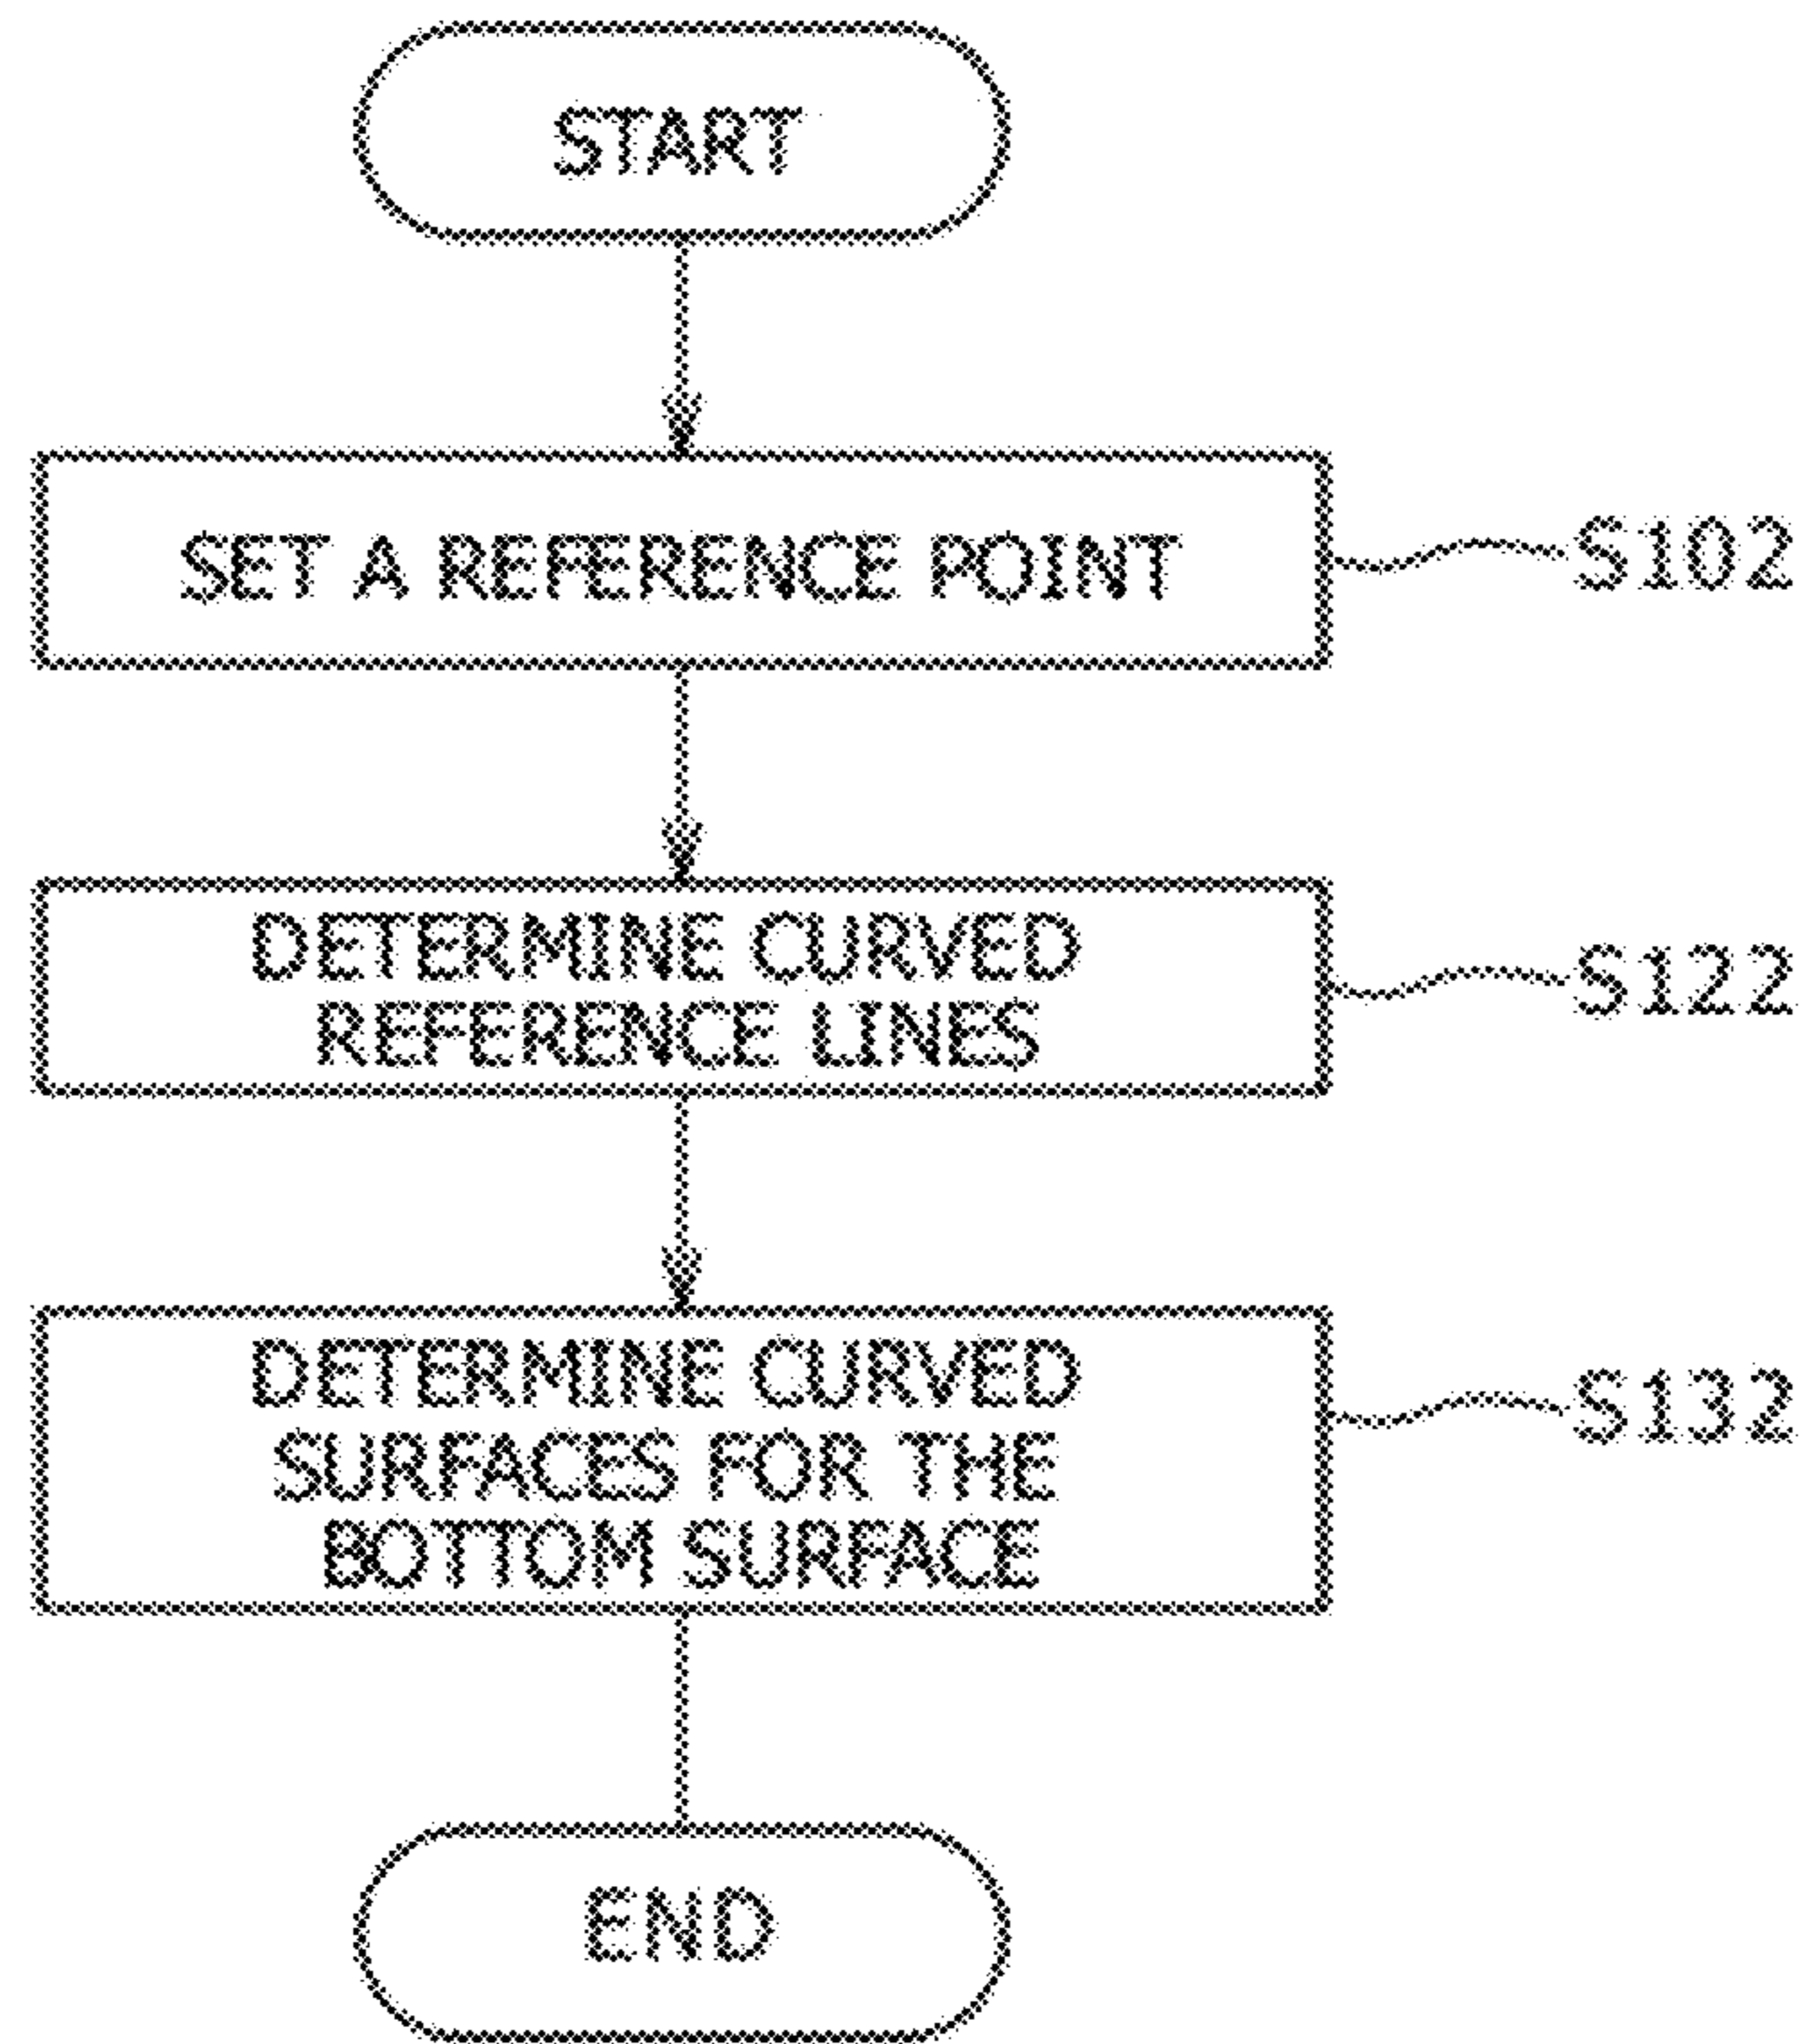 START
SET A REFERENCE POINT
S102
DETERMINE CURVED
REFERENCE LINES
S122
DETERMINE CURVED
SURFACES FOR THE
BOTTOM SURFACE
S132
END